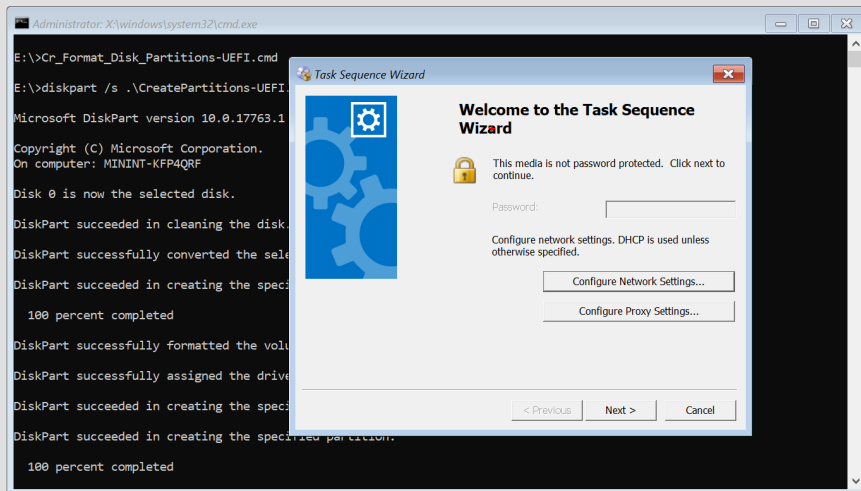 Administrator: X:\windows\system32\cmd.exe
E:\>Cr_Format_Disk_Partitions-UEFI.cmd
E:\>diskpart /s .\CreatePartitions-UEFI.
Microsoft DiskPart version 10.0.17763.1
Copyright (C) Microsoft Corporation.
On computer: MININT-KFP4QRF
Disk 0 is now the selected disk.
DiskPart succeeded in cleaning the disk.
DiskPart successfully converted the sele
DiskPart succeeded in creating the speci
100 percent completed
DiskPart successfully formatted the volu
DiskPart successfully assigned the drive
DiskPart succeeded in creating the speci
DiskPart succeeded in creating the specified partition.
100 percent completed
Task Sequence Wizard
Welcome to the Task Sequence
Wizard
This media is not password protected. Click next to
continue.
Password:
Configure network settings. DHCP is used unless
otherwise specified.
Configure Network Settings...
Configure Proxy Settings...
< Previous
Next >
Cancel